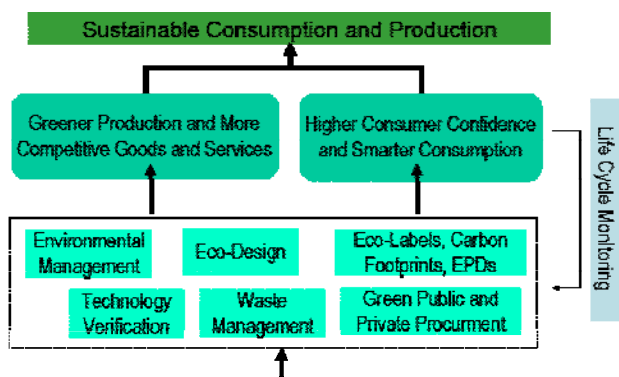 Sustainable Consumption and Production
Greener Production and More
Competitive Goods and Services
Higher Consumer Confidence
and Smarter Consumption
Life Cycle Monitoring
Environmental
Management
Eco-Design
Eco-Labels, Carbon
Footprints, EPDs
Technology
Verification
Waste
Management
Green Public and
Private Procurment